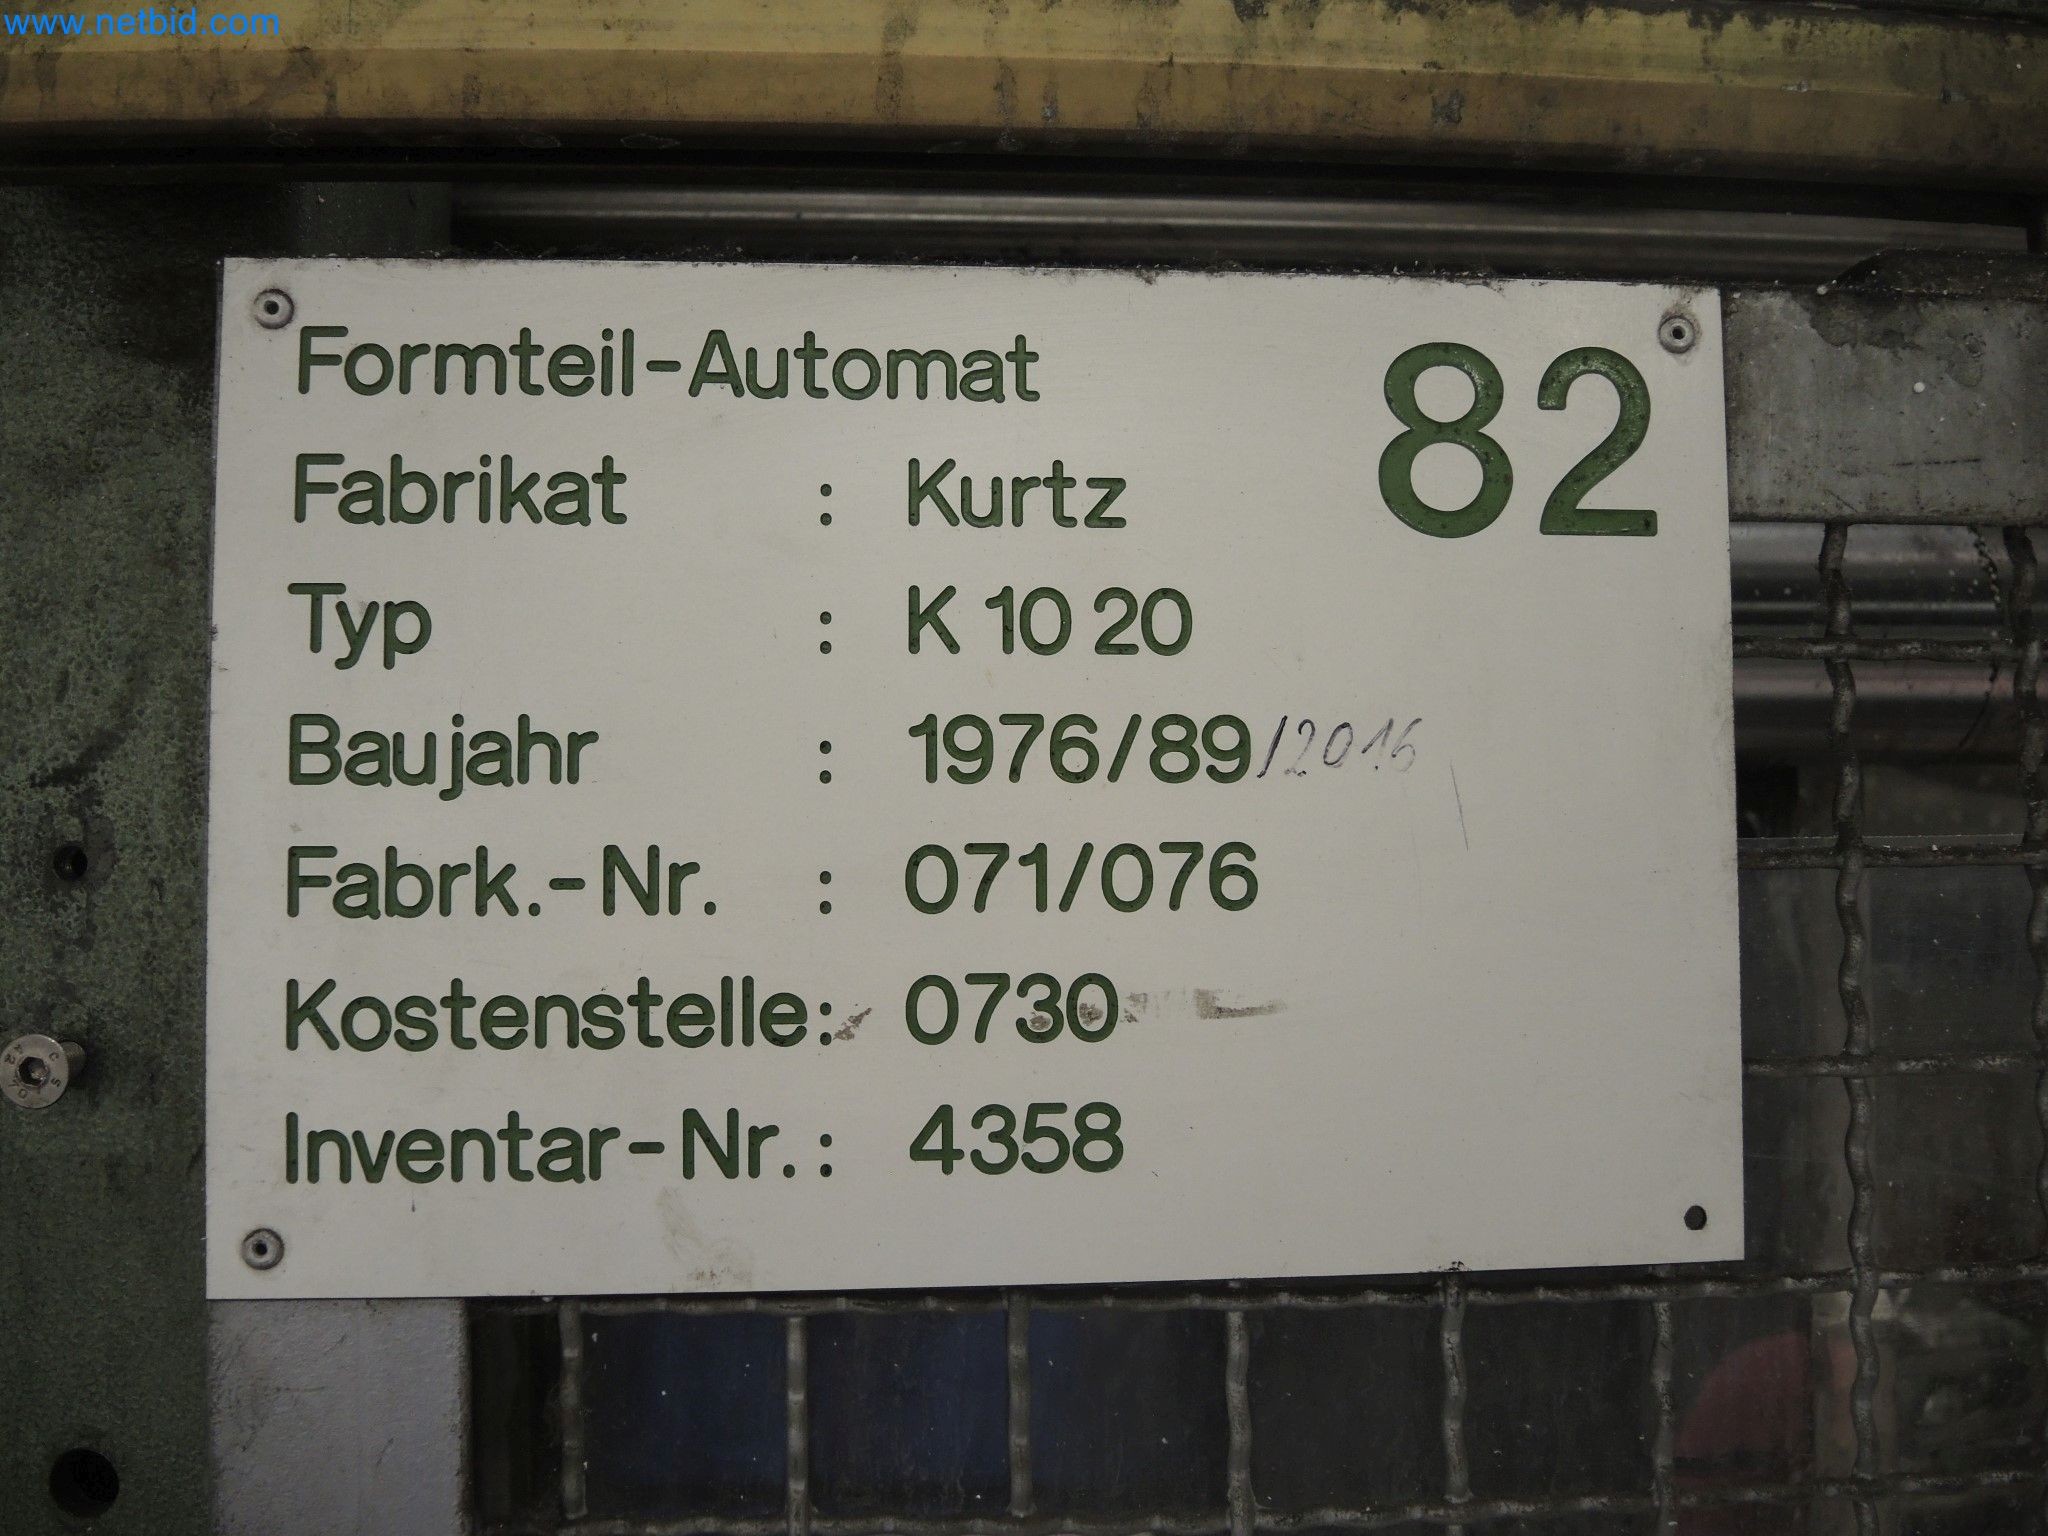 www.netbid.com
Formteil-Automat
82
Fabrikat : Kurtz
Typ : K 10 20
Baujahr : 1976/89/2016
Fabrk.-Nr. : 071/076
Kostenstelle: 0730
Inventar-Nr.: 4358